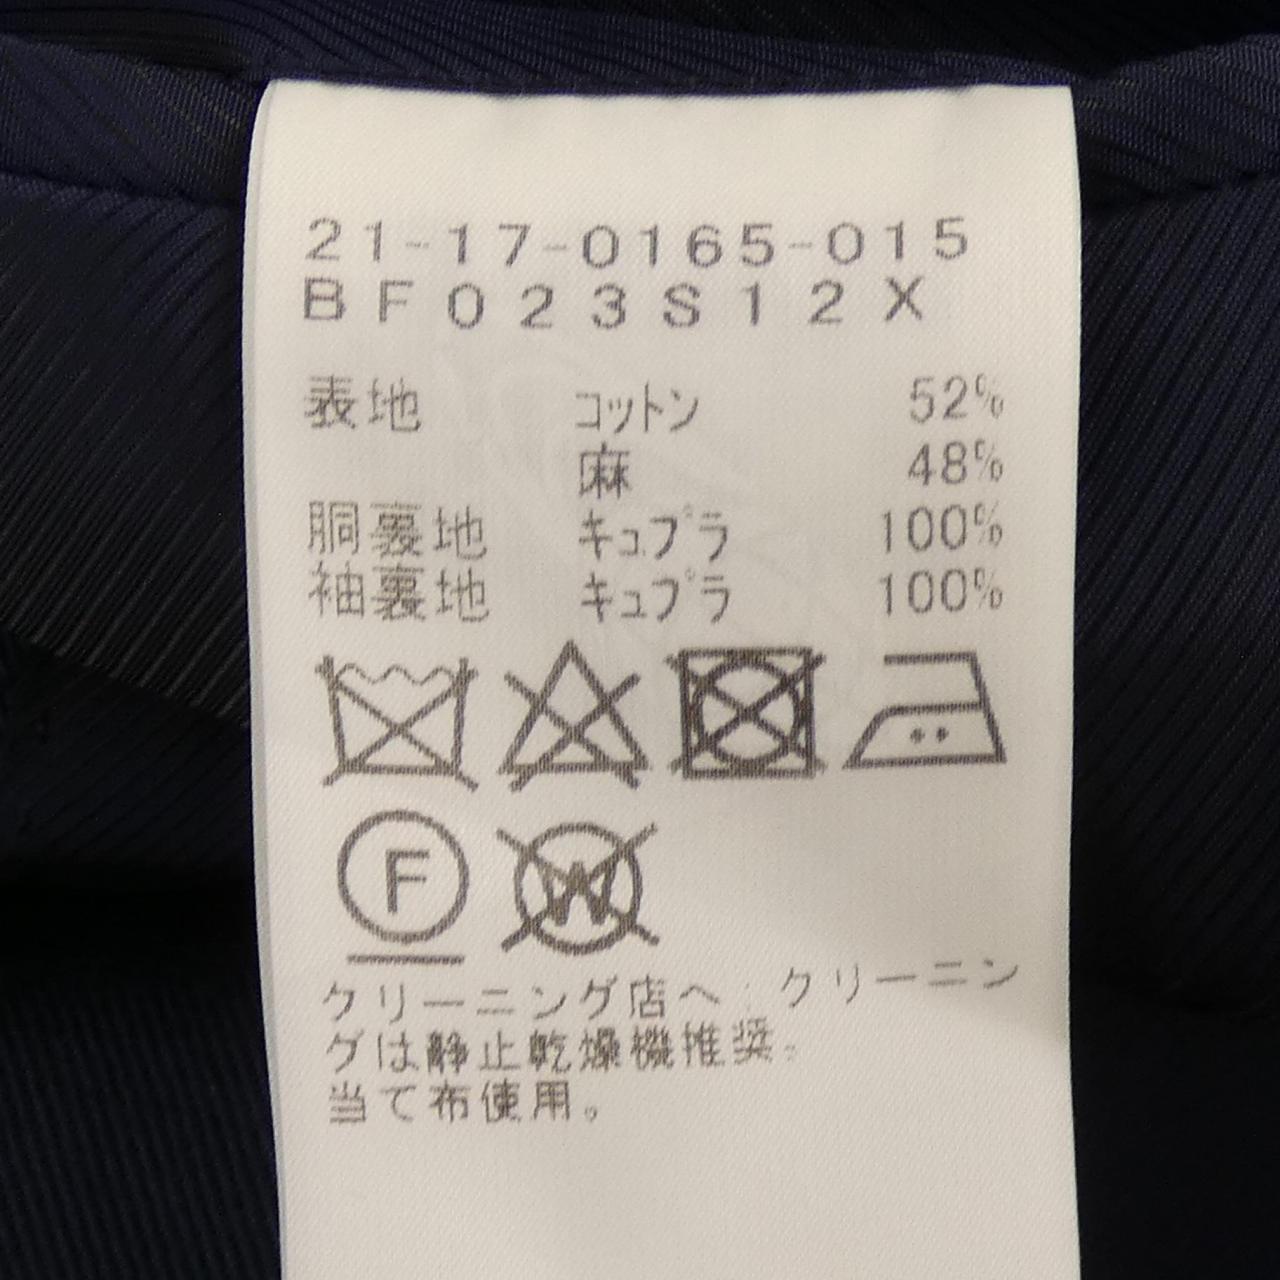 21-17-0165-015
BF023S12X
表地 コットン 52%
麻 48%
胴裏地 キュプラ 100%
袖裏地 キュプラ 100%
F W
クリーニング店へ クリーニン
グは静止乾燥機推奨。
当て布使用。